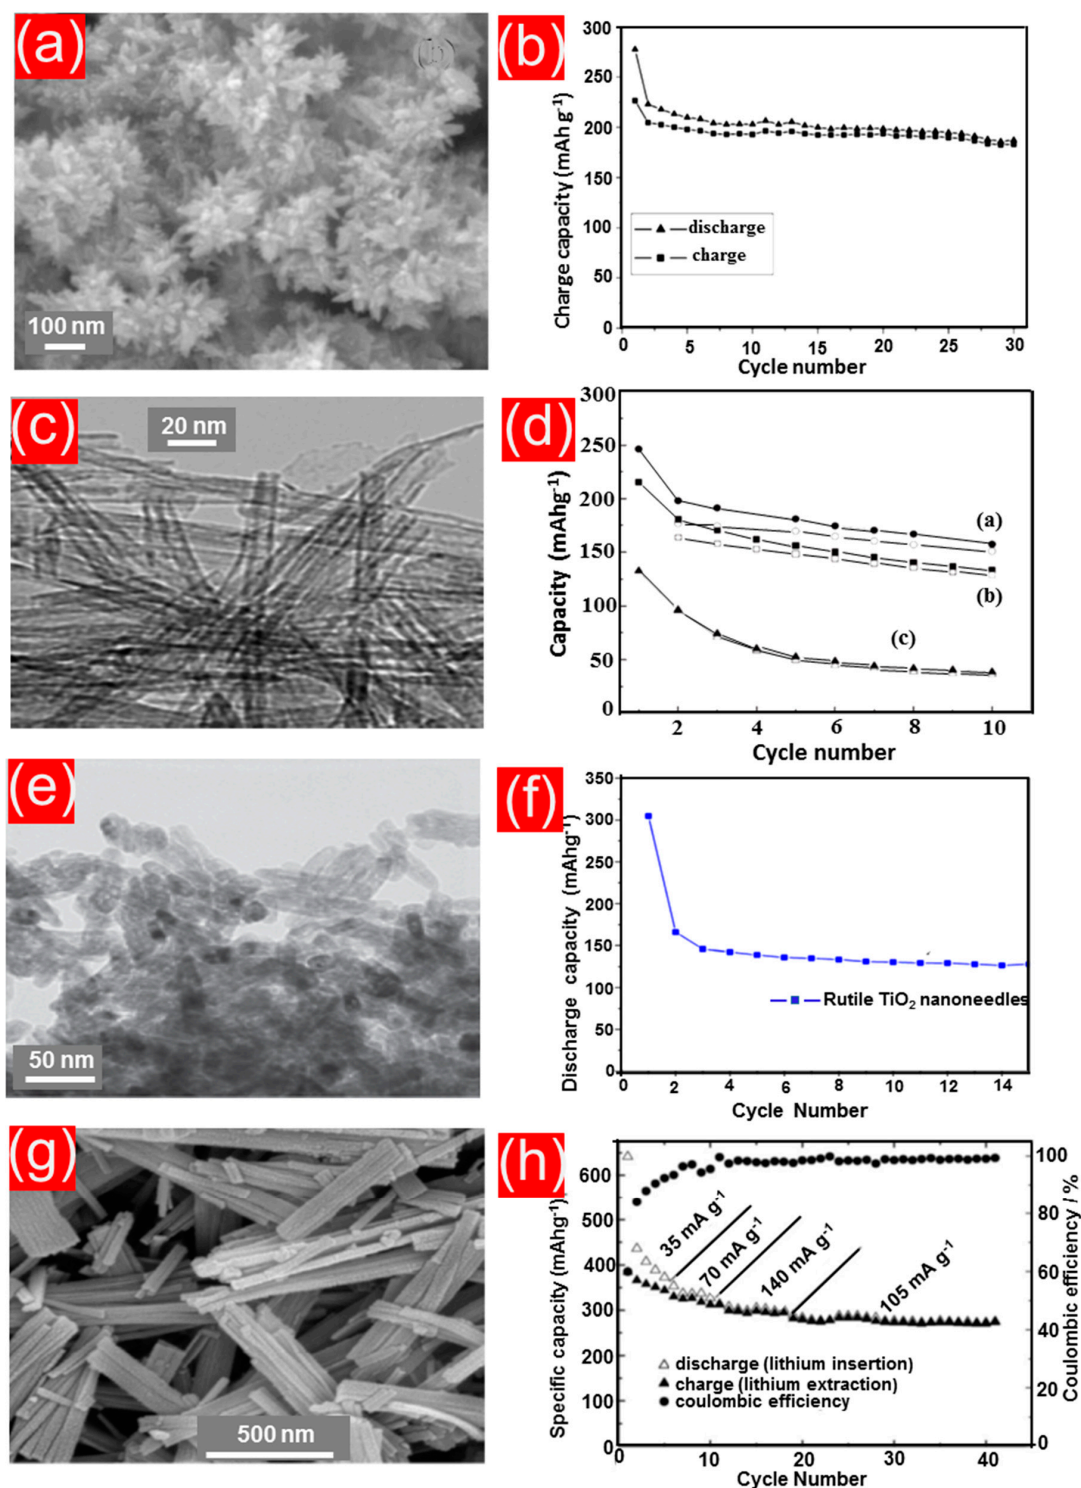 (a)
100 nm
(b)
Charge capacity (mAh g-1)
300
250
200
150
100
50
0
discharge
charge
0 5 10 15 20 25 30
Cycle number
(c)
20 nm
(d)
Capacity (mAhg-1)
300
250
200
150
100
50
0
(a)
(b)
(c)
2 4 6 8 10
Cycle number
(e)
50 nm
(f)
Discharge capacity (mAhg-1)
350
300
250
200
150
100
50
0
Rutile TiO2 nanoneedles
0 2 4 6 8 10 12 14
Cycle Number
(g)
500 nm
(h)
Specific capacity (mAhg-1)
600
500
400
300
200
100
0
35 mA g-1
70 mA g-1
140 mA g-1
105 mA g-1
discharge (lithium insertion)
charge (lithium extraction)
coulombic efficiency
100
80
60
40
20
0
Coulombic efficiency / %
0 10 20 30 40
Cycle Number